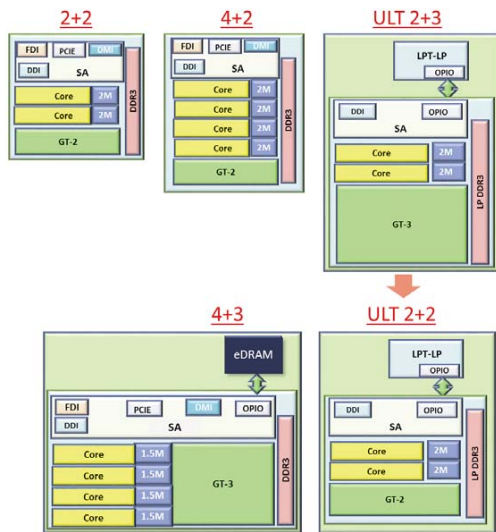 2+2
FDI PCIE DMI
DDI
SA
Core 2M
Core 2M
GT-2
DDR3
4+2
FDI PCIE DMI
DDI
SA
Core 2M
Core 2M
Core 2M
Core 2M
GT-2
DDR3
ULT 2+3
LPT-LP
OPIO
DDI OPIO
SA
Core 2M
Core 2M
GT-3
LP DDR3
4+3
eDRAM
FDI PCIE DMI OPIO
DDI
SA
Core 1.5M
Core 1.5M
Core 1.5M
Core 1.5M
GT-3
DDR3
ULT 2+2
LPT-LP
OPIO
DDI OPIO
SA
Core 2M
Core 2M
GT-2
LP DDR3